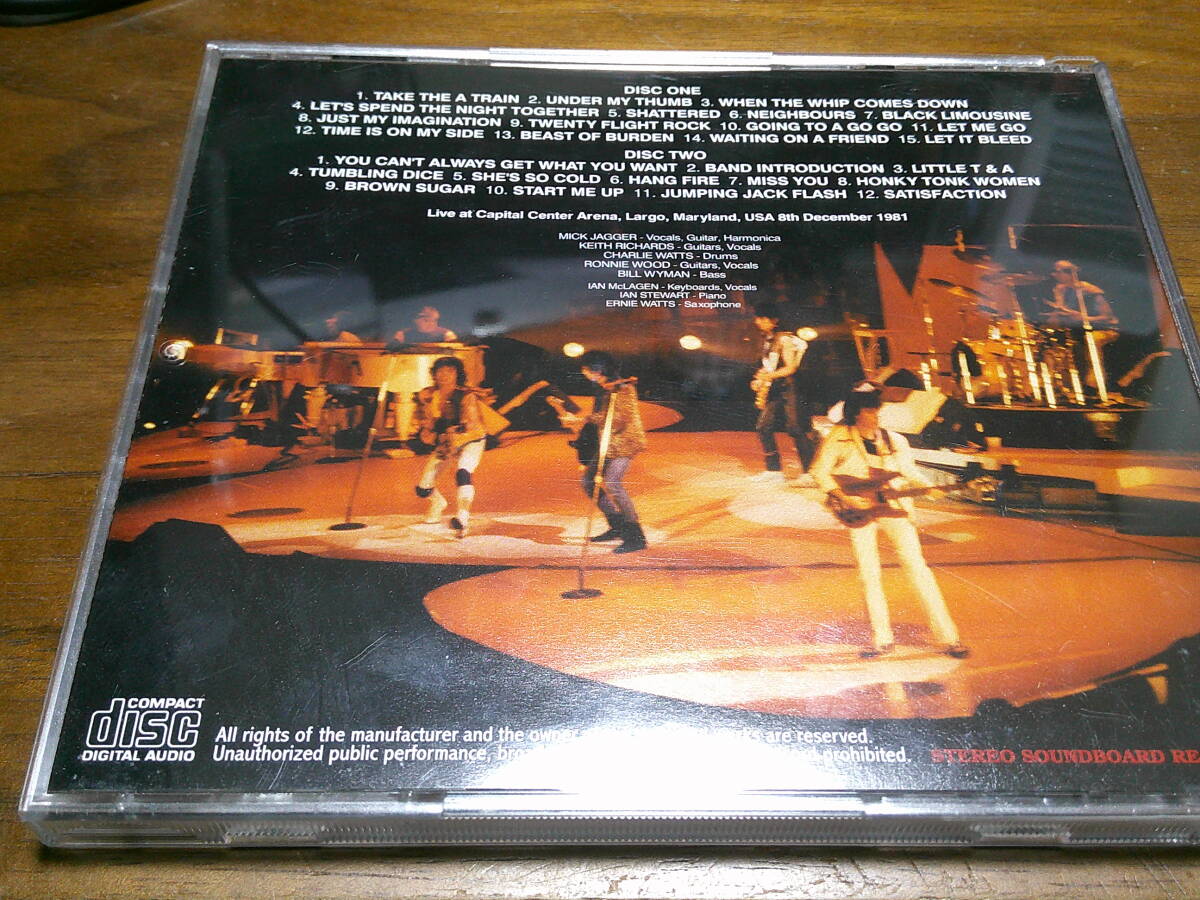 DISC ONE
1. TAKE THE A TRAIN 2. UNDER MY THUMB 3. WHEN THE WHIP COMES DOWN
4. LET'S SPEND THE NIGHT TOGETHER 5. SHATTERED 6. NEIGHBOURS 7. BLACK LIMOUSINE
8. JUST MY IMAGINATION 9. TWENTY FLIGHT ROCK 10. GOING TO A GO GO 11. LET ME GO
12. TIME IS ON MY SIDE 13. BEAST OF BURDEN 14. WAITING ON A FRIEND 15. LET IT BLEED
DISC TWO
1. YOU CAN'T ALWAYS GET WHAT YOU WANT 2. BAND INTRODUCTION 3. LITTLE T & A
4. TUMBLING DICE 5. SHE'S SO COLD 6. HANG FIRE 7. MISS YOU 8. HONKY TONK WOMEN
9. BROWN SUGAR 10. START ME UP 11. JUMPING JACK FLASH 12. SATISFACTION
Live at Capital Center Arena, Largo, Maryland, USA 8th December 1981
MICK JAGGER - Vocals, Guitar, Harmonica
KEITH RICHARDS - Guitars, Vocals
CHARLIE WATTS - Drums
RONNIE WOOD - Guitars, Vocals
BILL WYMAN - Bass
IAN McLAGEN - Keyboards, Vocals
IAN STEWART - Piano
ERNIE WATTS - Saxophone
COMPACT
disc
DIGITAL AUDIO
All rights of the manufacturer and the owner are reserved.
Unauthorized public performance, prohibited.
STEREO SOUNDBOARD